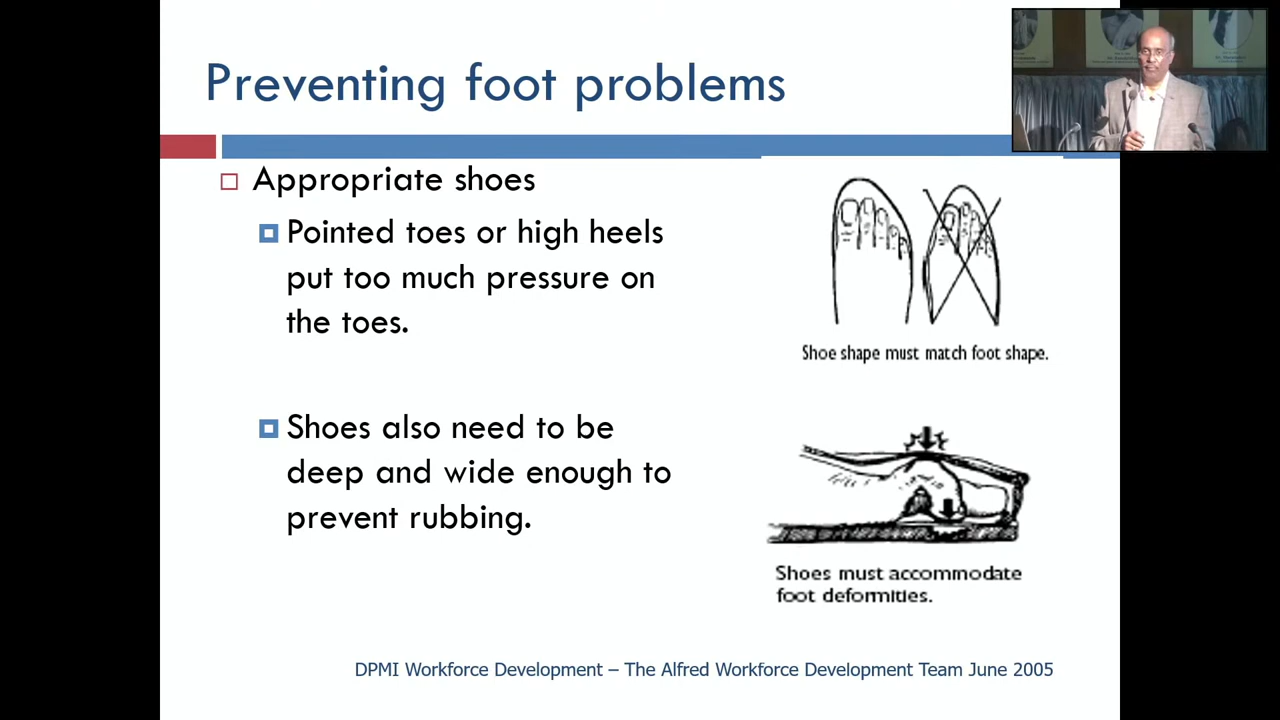 Preventing foot problems
Appropriate shoes
Pointed toes or high heels
put too much pressure on
the toes.
Shoe shape must match foot shape.
Shoes also need to be
deep and wide enough to
prevent rubbing.
Shoes must accommodate
foot deformities.
DPMI Workforce Development – The Alfred Workforce Development Team June 2005